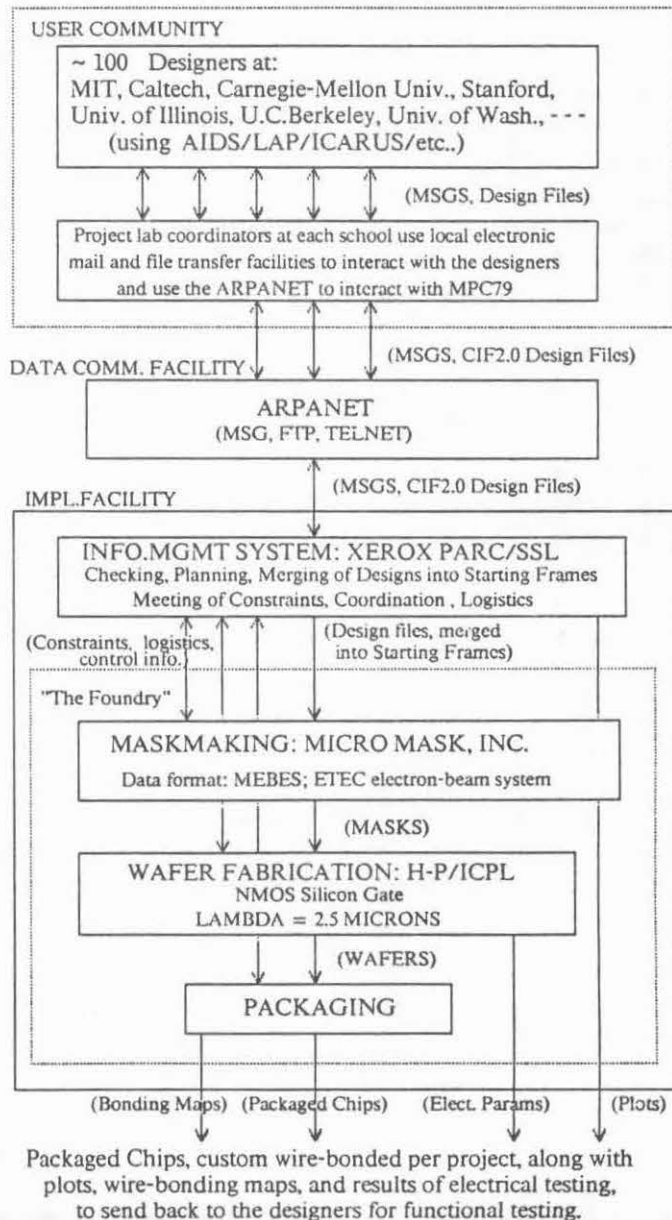 USER COMMUNITY
~ 100 Designers at:
MIT, Caltech, Carnegie-Mellon Univ., Stanford,
Univ. of Illinois, U.C.Berkeley, Univ. of Wash., - - -
(using AIDS/LAP/ICARUS/etc..)
(MSGS, Design Files)
Project lab coordinators at each school use local electronic
mail and file transfer facilities to interact with the designers
and use the ARPANET to interact with MPC79
(MSGS, CIF2.0 Design Files)
DATA COMM. FACILITY
ARPANET
(MSG, FTP, TELNET)
(MSGS, CIF2.0 Design Files)
IMPL.FACILITY
INFO.MGMT SYSTEM: XEROX PARC/SSL
Checking, Planning, Merging of Designs into Starting Frames
Meeting of Constraints, Coordination , Logistics
(Constraints, logistics,
control info.)
(Design files, merged
into Starting Frames)
"The Foundry"
MASKMAKING: MICRO MASK, INC.
Data format: MEBES; ETEC electron-beam system
(MASKS)
WAFER FABRICATION: H-P/ICPL
NMOS Silicon Gate
LAMBDA = 2.5 MICRONS
(WAFERS)
PACKAGING
(Bonding Maps) (Packaged Chips) (Elect. Params) (Plots)
Packaged Chips, custom wire-bonded per project, along with
plots, wire-bonding maps, and results of electrical testing,
to send back to the designers for functional testing.